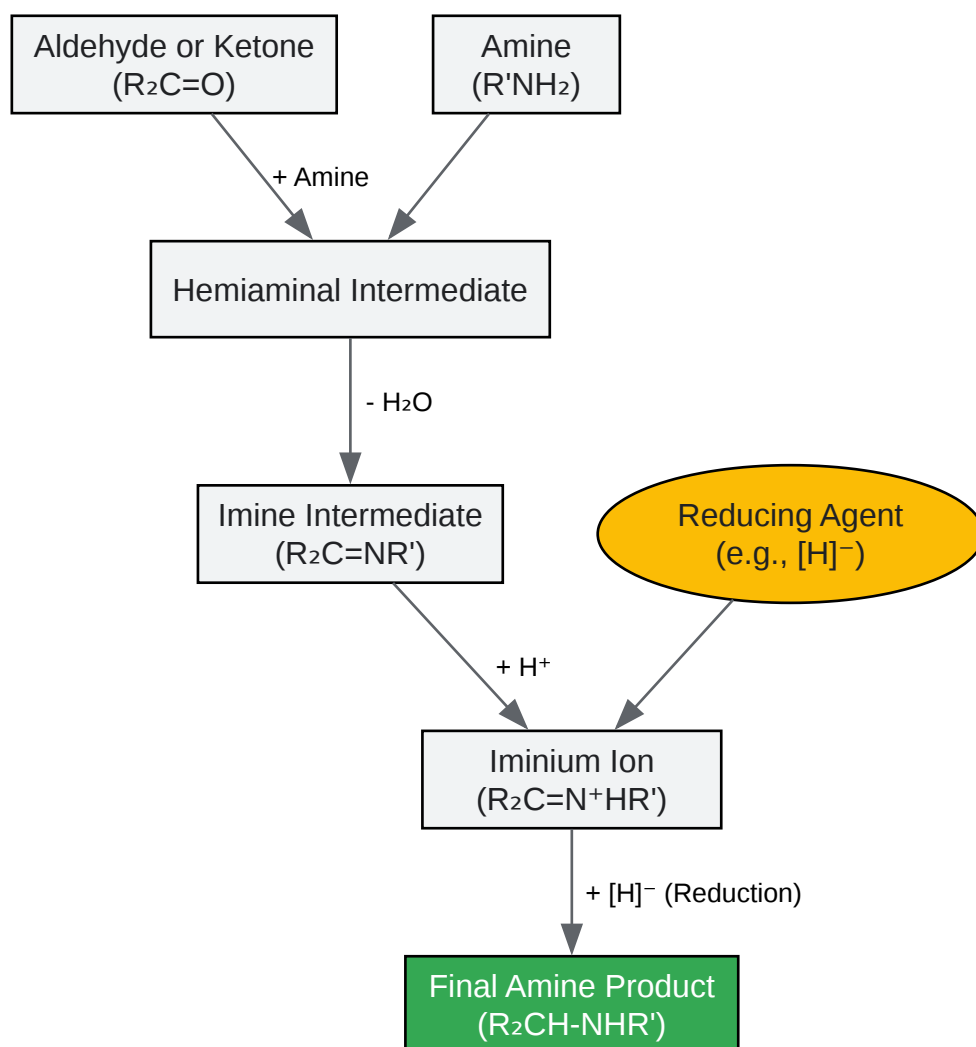 Aldehyde or Ketone
(R₂C=O)
Amine
(R'NH₂)
+ Amine
Hemiaminal Intermediate
- H₂O
Imine Intermediate
(R₂C=NR')
Reducing Agent
(e.g., [H]⁻)
+ H⁺
Iminium Ion
(R₂C=N⁺HR')
+ [H]⁻ (Reduction)
Final Amine Product
(R₂CH-NHR')